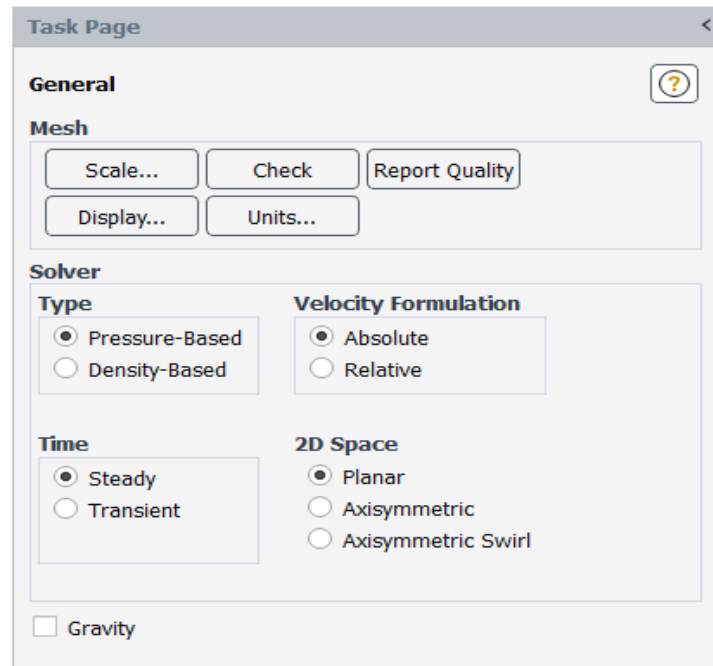 Task Page
<
General
?
Mesh
Scale... Check Report Quality
Display... Units...
Solver
Type Velocity Formulation
Pressure-Based Absolute
Density-Based Relative
Time 2D Space
Steady Planar
Transient Axisymmetric
Axisymmetric Swirl
Gravity